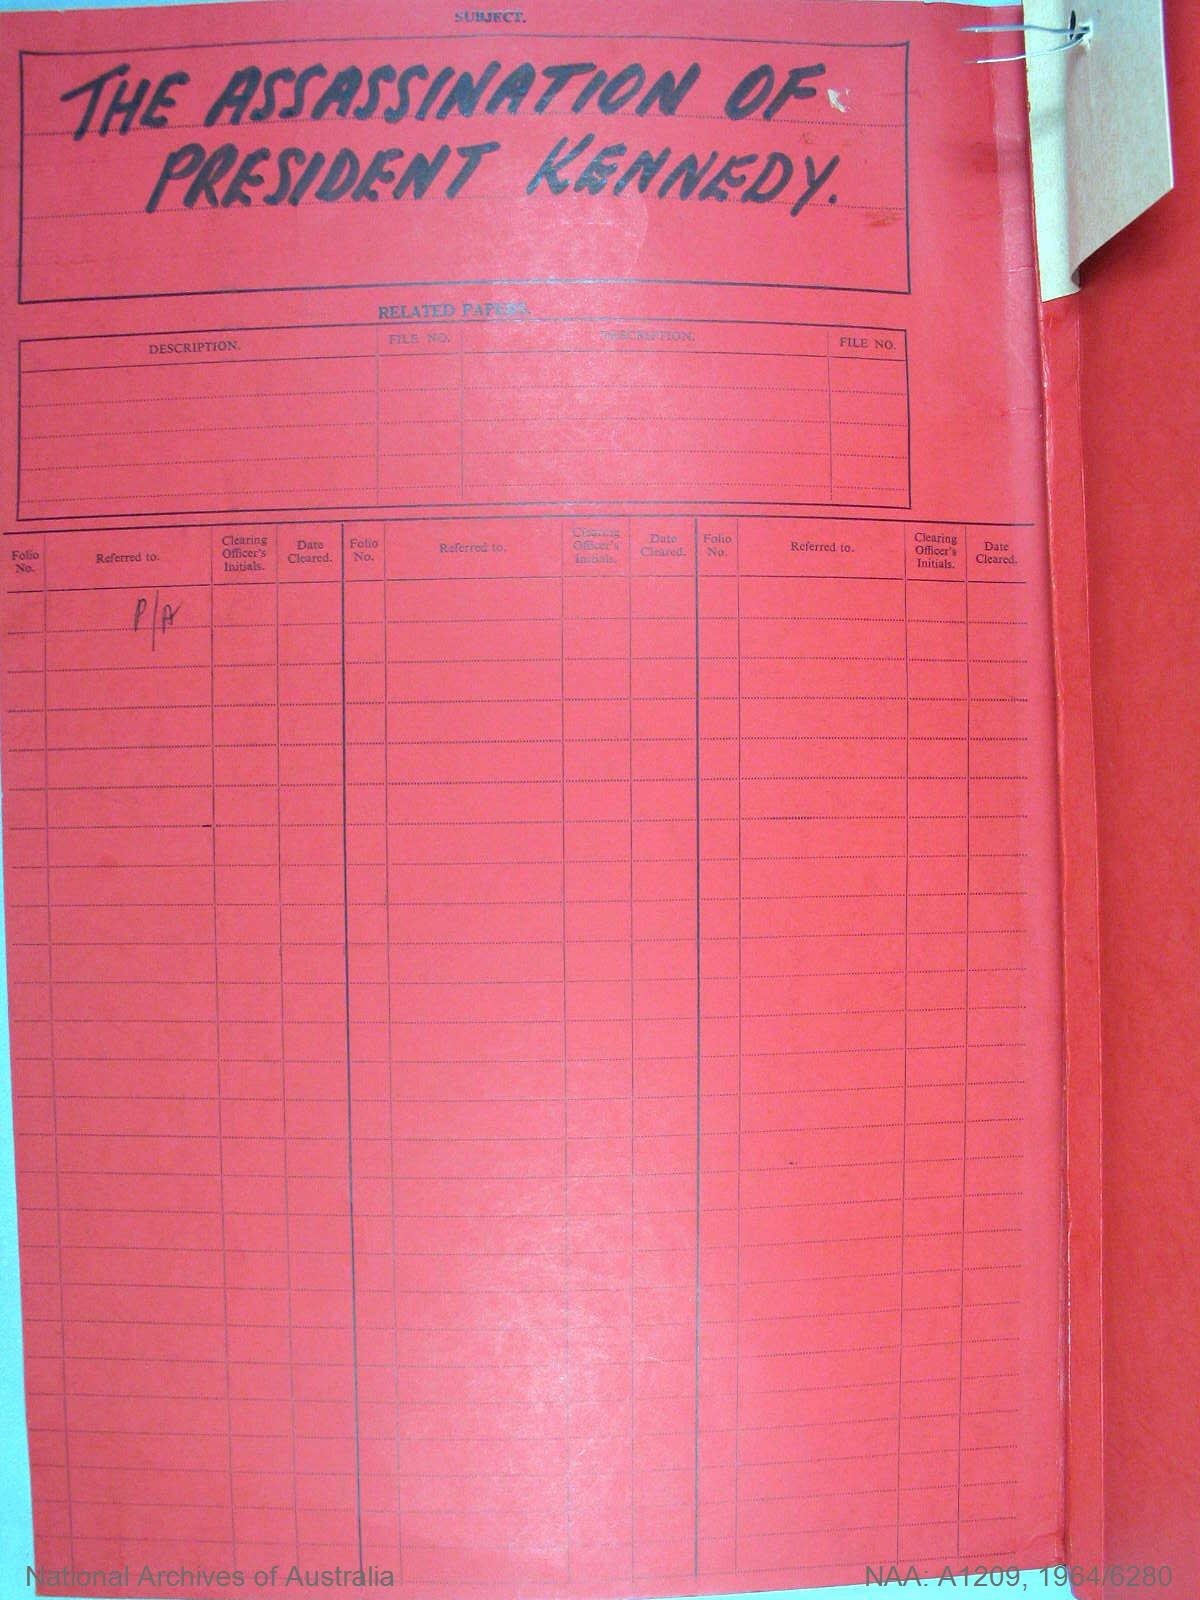 SUBJECT.
THE ASSASSINATION OF
PRESIDENT KENNEDY.
RELATED PAPERS.
DESCRIPTION. FILE NO. DESCRIPTION. FILE NO.
Folio No. Referred to. Clearing Officer's Initials. Date Cleared. Folio No. Referred to. Clearing Officer's Initials. Date Cleared. Folio No. Referred to. Clearing Officer's Initials. Date Cleared.
P/A
National Archives of Australia NAA: A1209, 1964/6280